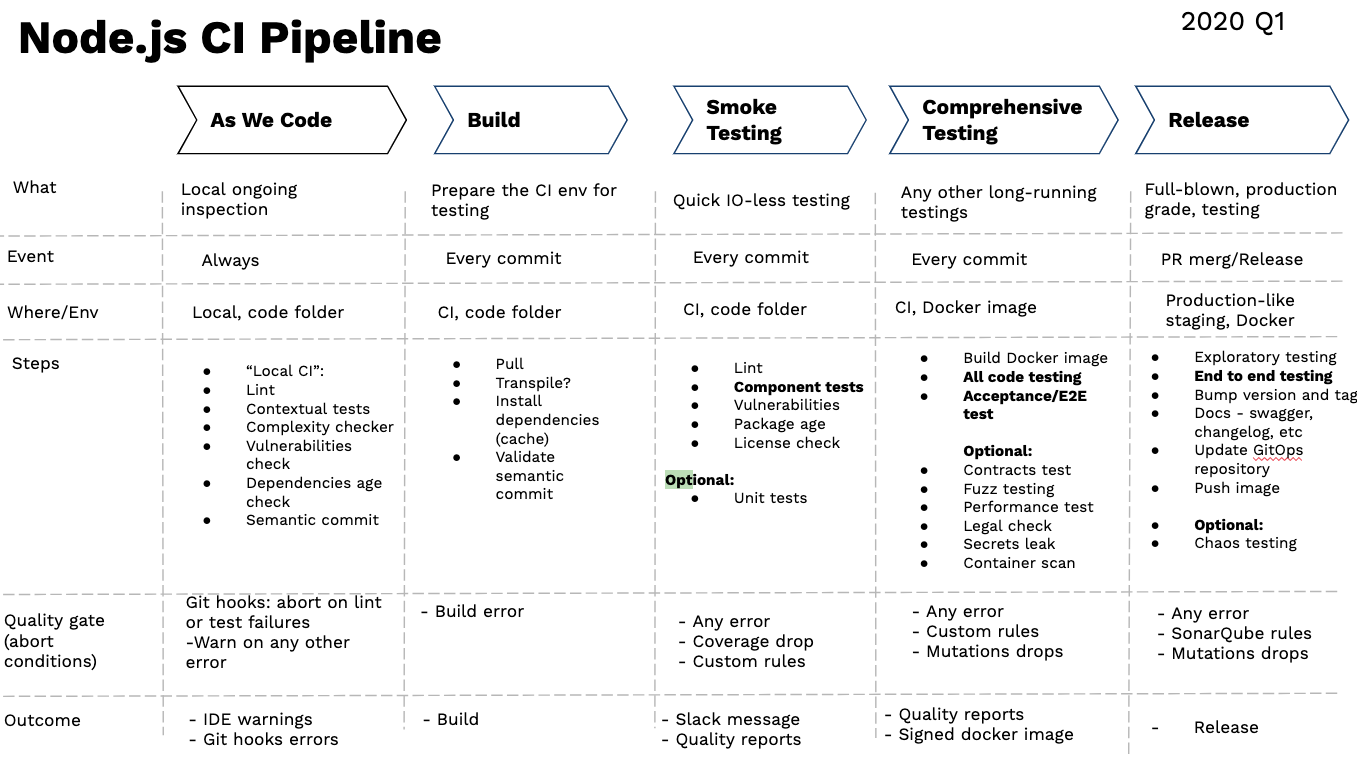 Node.js CI Pipeline
2020 Q1
As We Code
Build
Smoke
Testing
Comprehensive
Testing
Release
What
Local ongoing
inspection
Prepare the CI env for
testing
Quick IO-less testing
Any other long-running
testings
Full-blown, production
grade, testing
Event
Always
Every commit
Every commit
Every commit
PR merg/Release
Where/Env
Local, code folder
CI, code folder
CI, code folder
CI, Docker image
Production-like
staging, Docker
Steps
● “Local CI”:
● Lint
● Contextual tests
● Complexity checker
● Vulnerabilities
check
● Dependencies age
check
● Semantic commit
● Pull
● Transpile?
● Install
dependencies
(cache)
● Validate
semantic
commit
● Lint
● Component tests
● Vulnerabilities
● Package age
● License check
Optional:
● Unit tests
● Build Docker image
● All code testing
● Acceptance/E2E
test
Optional:
● Contracts test
● Fuzz testing
● Performance test
● Legal check
● Secrets leak
● Container scan
● Exploratory testing
● End to end testing
● Bump version and tag
● Docs - swagger,
changelog, etc
● Update GitOps
repository
● Push image
● Optional:
● Chaos testing
Quality gate
(abort
conditions)
Git hooks: abort on lint
or test failures
-Warn on any other
error
- Build error
- Any error
- Coverage drop
- Custom rules
- Any error
- Custom rules
- Mutations drops
- Any error
- SonarQube rules
- Mutations drops
Outcome
- IDE warnings
- Git hooks errors
- Build
- Slack message
- Quality reports
- Quality reports
- Signed docker image
- Release